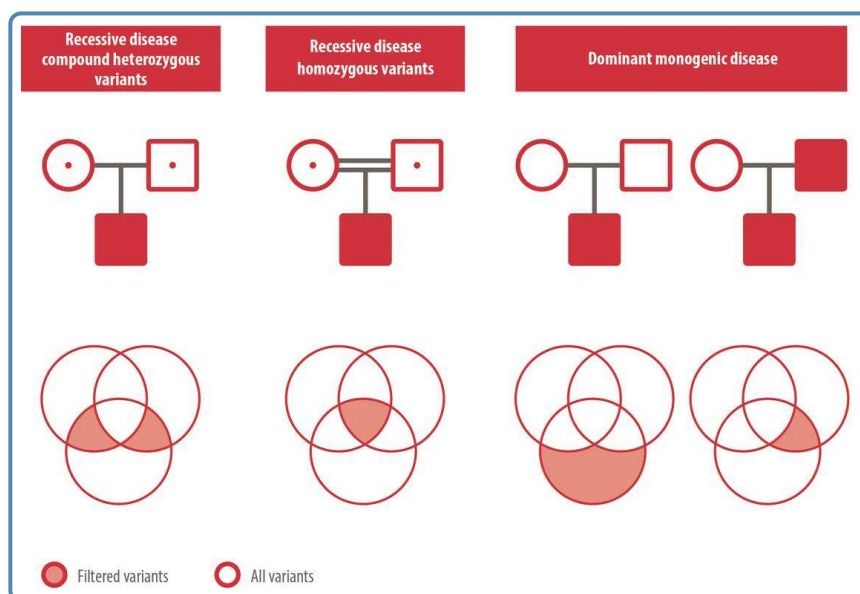 Recessive disease
compound heterozygous
variants
Recessive disease
homozygous variants
Dominant monogenic disease
Filtered variants
All variants